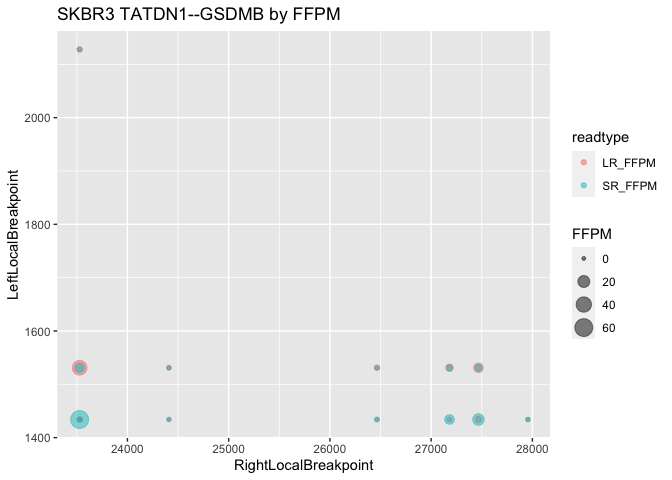 SKBR3 TATDN1--GSDMB by FFPM
2000
1800
1600
1400
LeftLocalBreakpoint
24000 25000 26000 27000 28000
RightLocalBreakpoint
readtype
LR_FFPM
SR_FFPM
FFPM
0
20
40
60